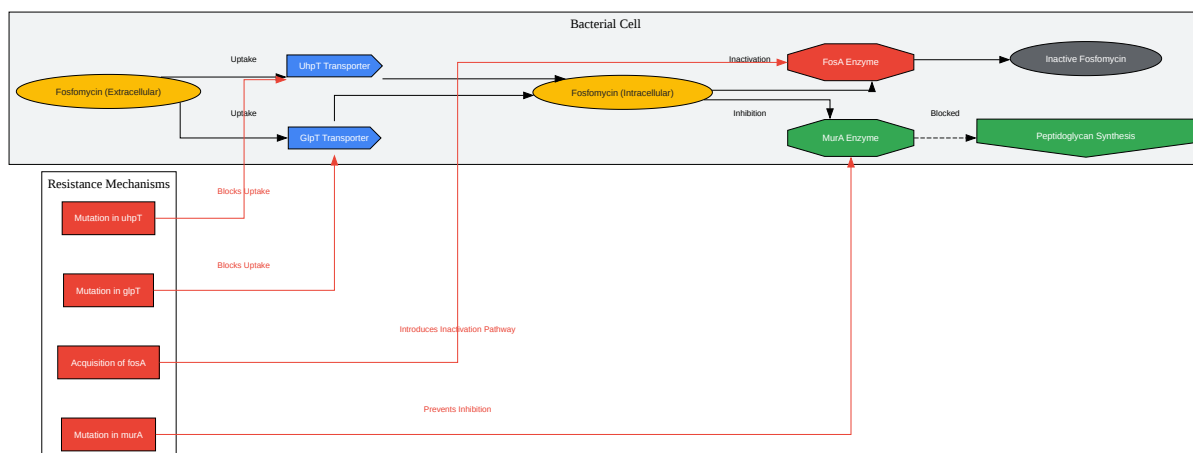 Bacterial Cell
Uptake
UhpT Transporter
Inactivation
FosA Enzyme
Inactive Fosfomycin
Fosfomycin (Extracellular)
Fosfomycin (Intracellular)
Uptake
Inhibition
Blocked
GlpT Transporter
MurA Enzyme
Peptidoglycan Synthesis
Resistance Mechanisms
Blocks Uptake
Mutation in uhpT
Blocks Uptake
Mutation in glpT
Introduces Inactivation Pathway
Acquisition of fosA
Prevents Inhibition
Mutation in murA